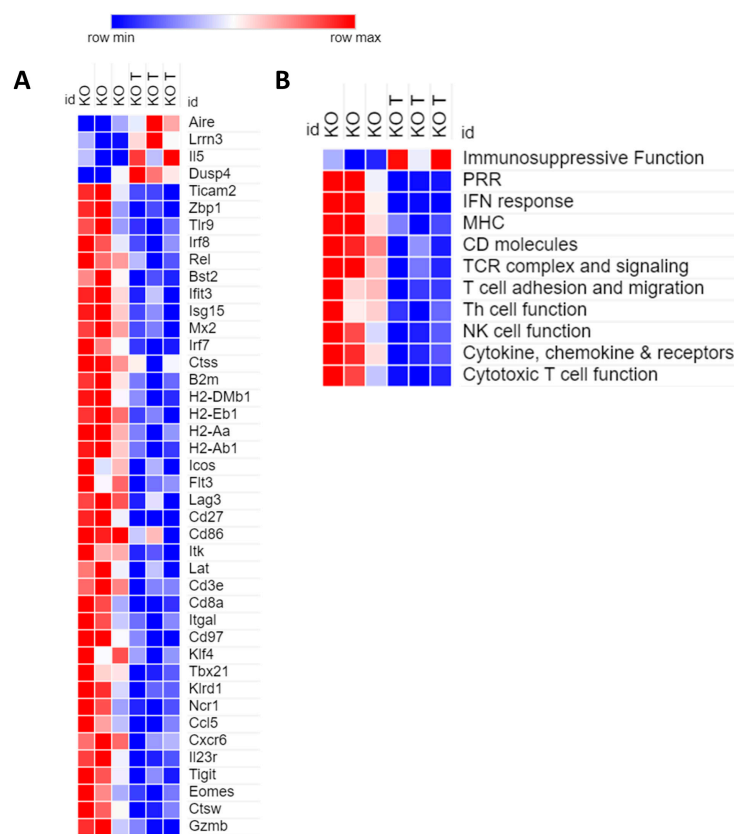 row min row max
A
B
id KO KO KO KO T KO T KO T id
Aire
Lrrn3
Il5
Dusp4
Ticam2
Zbp1
Tlr9
Irf8
Rel
Bst2
Ifit3
Isg15
Mx2
Irf7
Ctss
B2m
H2-DMb1
H2-Eb1
H2-Aa
H2-Ab1
Icos
Flt3
Lag3
Cd27
Cd86
Itk
Lat
Cd3e
Cd8a
Itgal
Cd97
Klf4
Tbx21
Klrd1
Ncr1
Ccl5
Cxcr6
Il23r
Tigit
Eomes
Ctsw
Gzmb
id KO KO KO KO T KO T KO T id
Immunosuppressive Function
PRR
IFN response
MHC
CD molecules
TCR complex and signaling
T cell adhesion and migration
Th cell function
NK cell function
Cytokine, chemokine & receptors
Cytotoxic T cell function